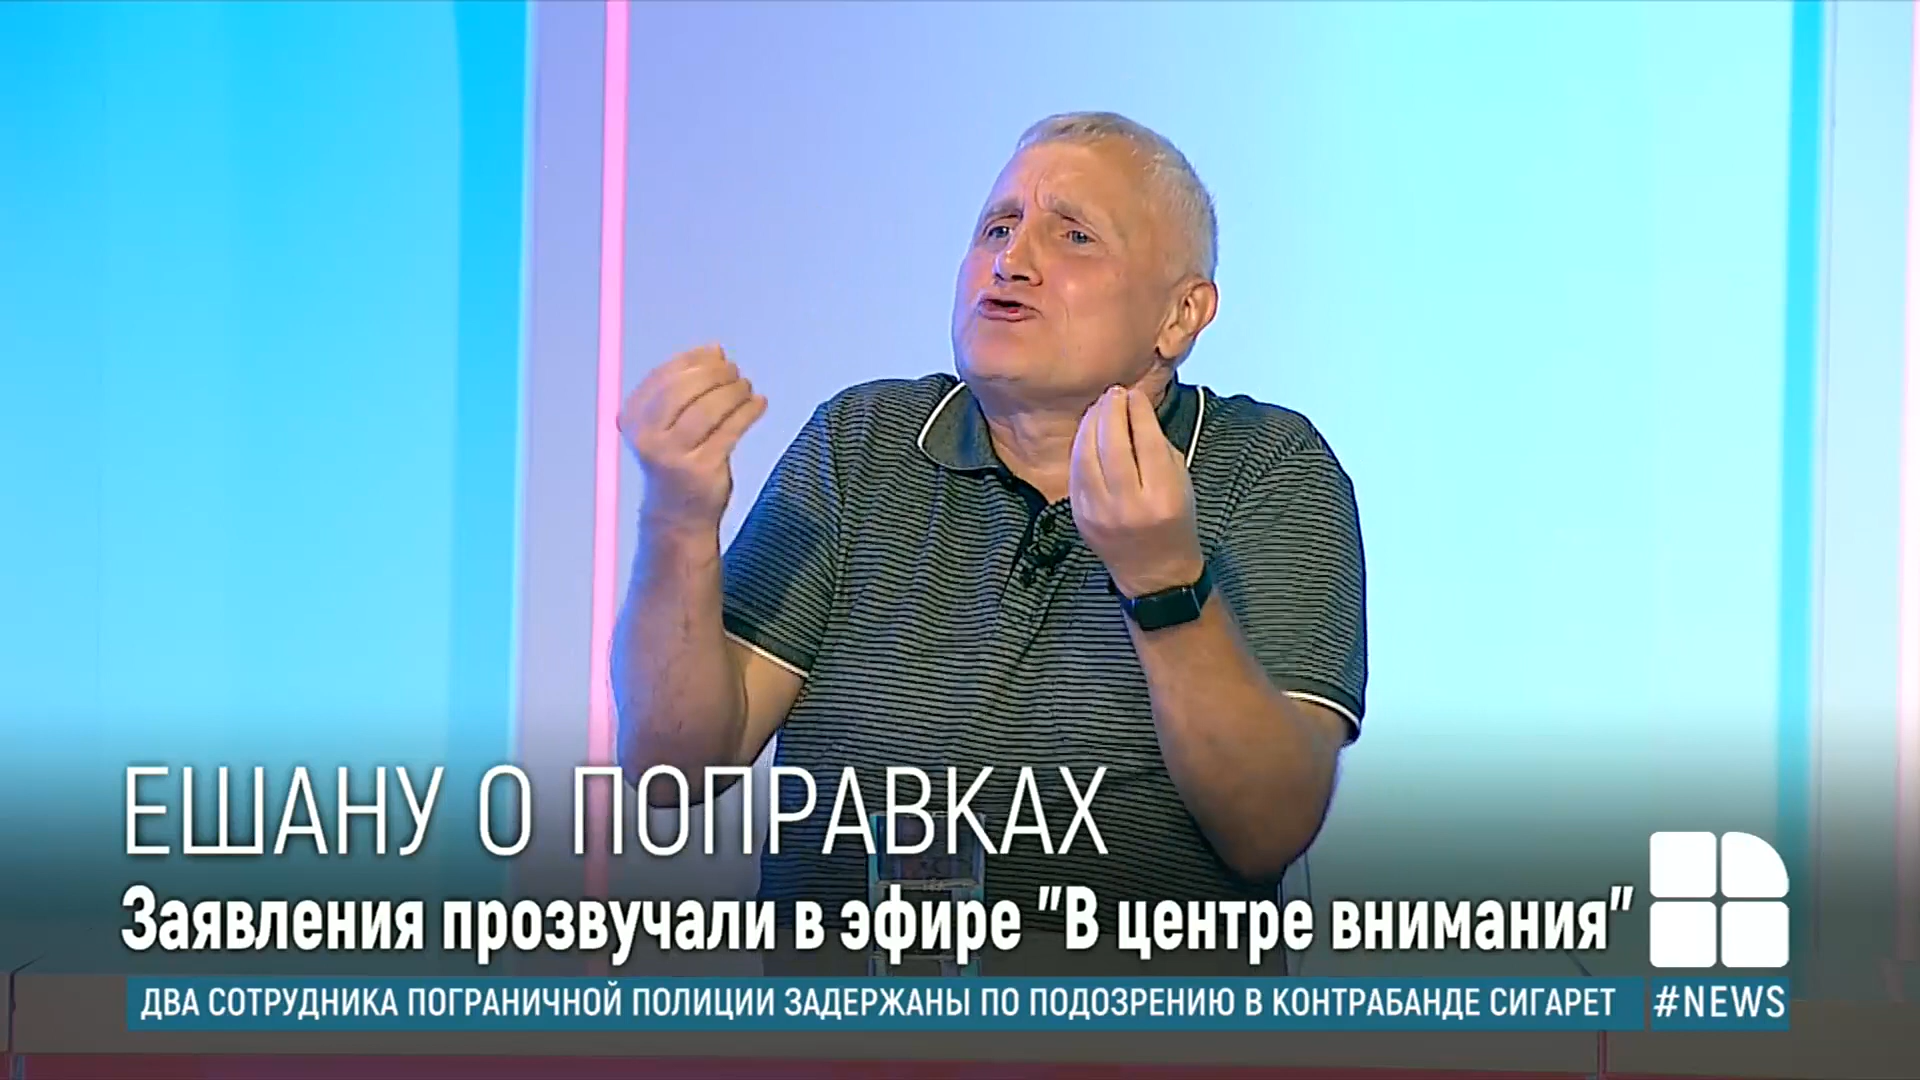 ЕШАНУ О ПОПРАВКАХ
Заявления прозвучали в эфире "В центре внимания"
ДВА СОТРУДНИКА ПОГРАНИЧНОЙ ПОЛИЦИИ ЗАДЕРЖАНЫ ПО ПОДОЗРЕНИЮ В КОНТРАБАНДЕ СИГАРЕТ #NEWS